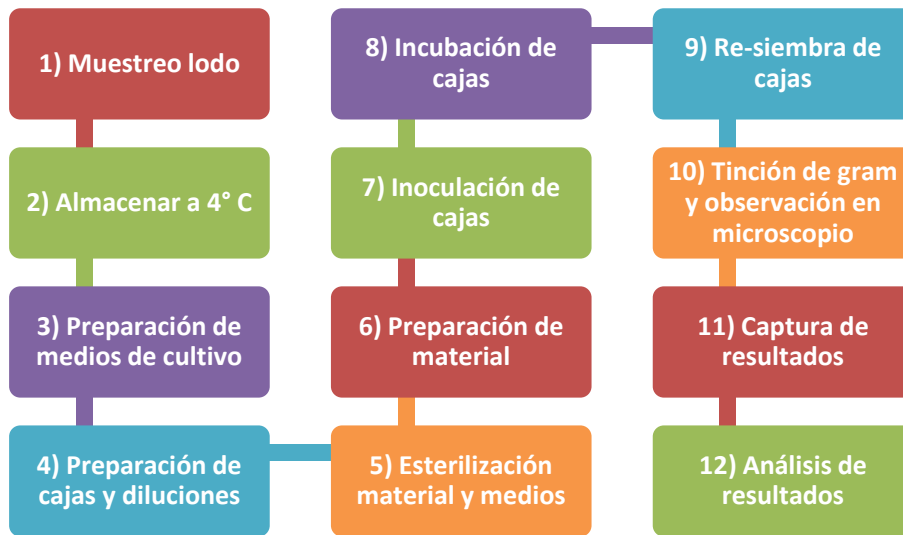 1) Muestreo lodo
2) Almacenar a 4° C
3) Preparación de
medios de cultivo
4) Preparación de
cajas y diluciones
5) Esterilización
material y medios
6) Preparación de
material
7) Inoculación de
cajas
8) Incubación de
cajas
9) Re-siembra de
cajas
10) Tinción de gram
y observación en
microscopio
11) Captura de
resultados
12) Análisis de
resultados